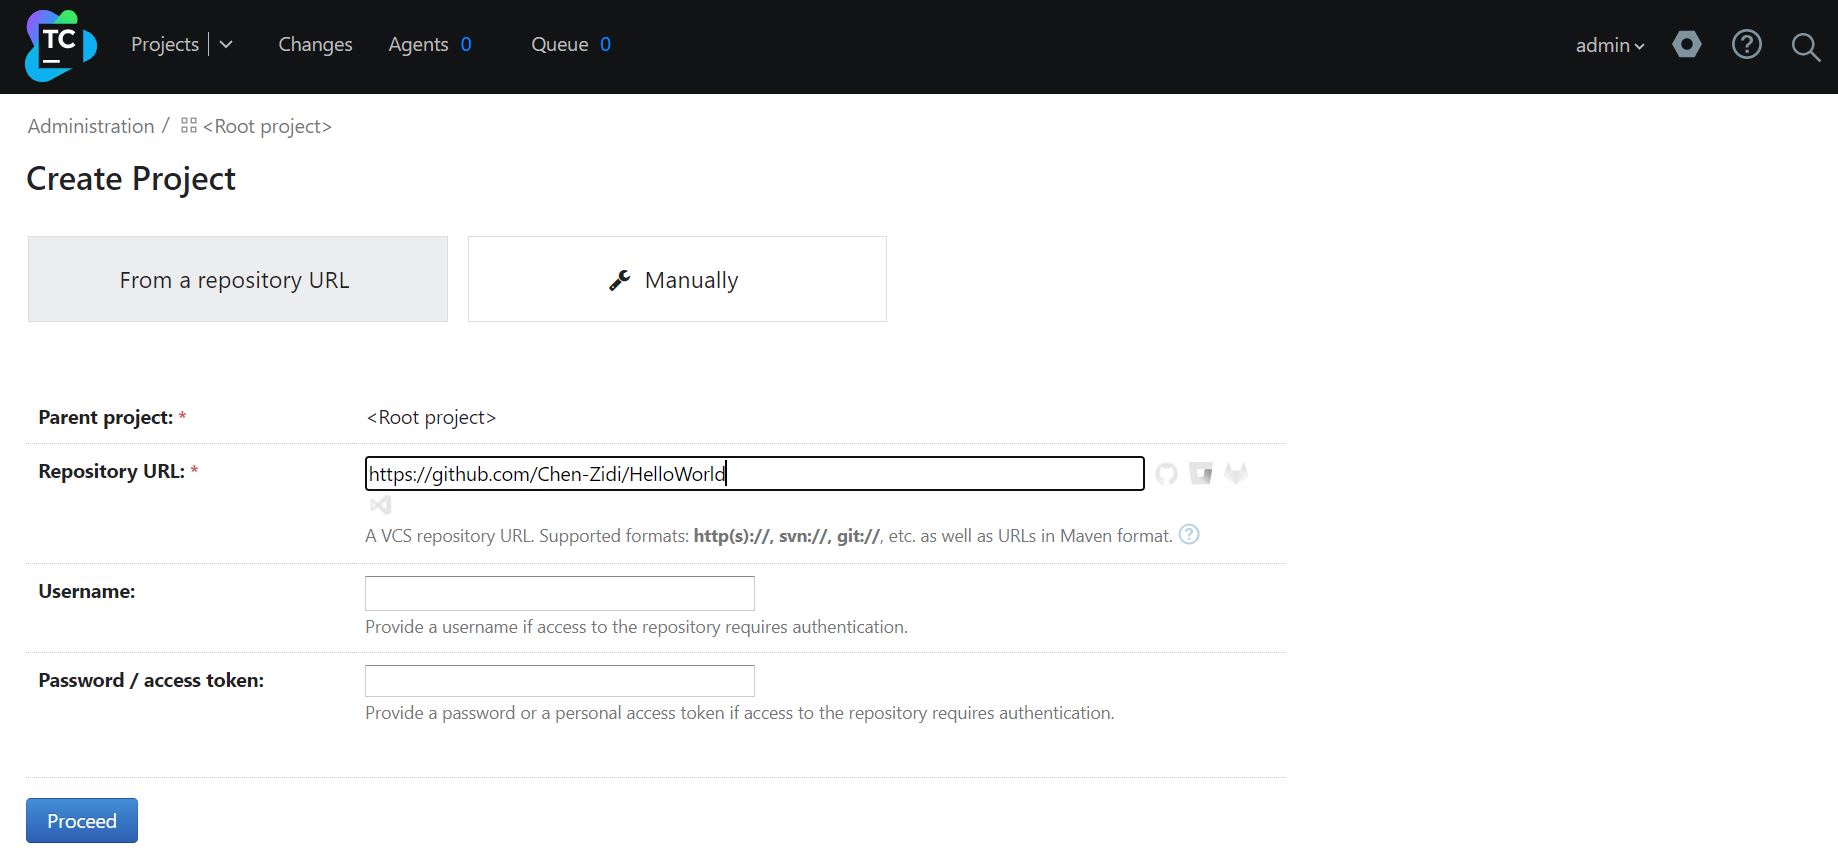 TC
Projects
Changes
Agents 0
Queue 0
admin
Administration / <Root project>
Create Project
From a repository URL
Manually
Parent project: *
<Root project>
Repository URL: *
https://github.com/Chen-Zidi/HelloWorld
A VCS repository URL. Supported formats: http(s)://, svn://, git://, etc. as well as URLs in Maven format.
Username:
Provide a username if access to the repository requires authentication.
Password / access token:
Provide a password or a personal access token if access to the repository requires authentication.
Proceed